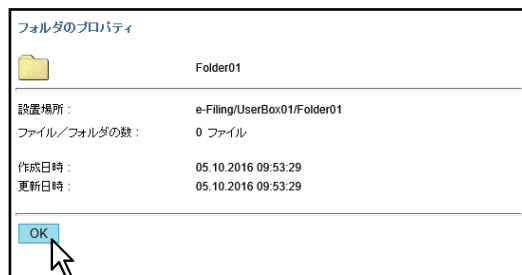 フォルダのプロパティ
Folder01
設置場所 : e-Filing/UserBox01/Folder01
ファイル／フォルダの数 : 0 ファイル
作成日時 : 05.10.2016 09:53:29
更新日時 : 05.10.2016 09:53:29
OK